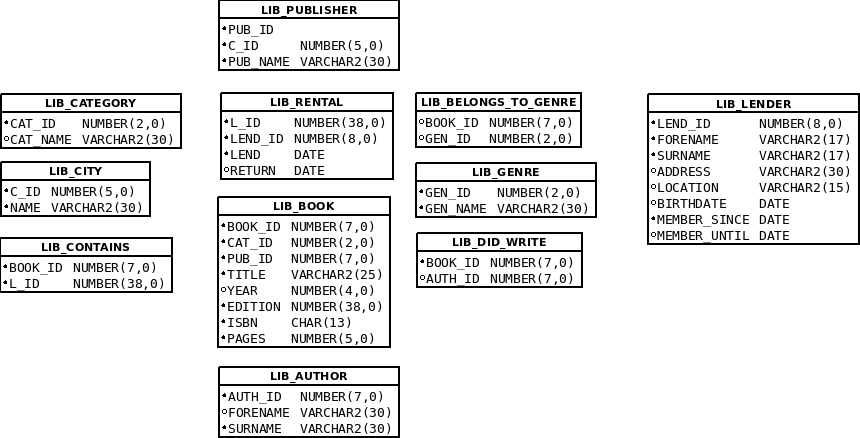 LIB_PUBLISHER
PUB_ID
C_ID NUMBER(5,0)
PUB_NAME VARCHAR2(30)
LIB_CATEGORY
CAT_ID NUMBER(2,0)
CAT_NAME VARCHAR2(30)
LIB_RENTAL
L_ID NUMBER(38,0)
LEND_ID NUMBER(8,0)
LEND DATE
RETURN DATE
LIB_BELONGS_TO_GENRE
BOOK_ID NUMBER(7,0)
GEN_ID NUMBER(2,0)
LIB_LENDER
LEND_ID NUMBER(8,0)
FORENAME VARCHAR2(17)
SURNAME VARCHAR2(17)
ADDRESS VARCHAR2(30)
LOCATION VARCHAR2(15)
BIRTHDATE DATE
MEMBER_SINCE DATE
MEMBER_UNTIL DATE
LIB_CITY
C_ID NUMBER(5,0)
NAME VARCHAR2(30)
LIB_GENRE
GEN_ID NUMBER(2,0)
GEN_NAME VARCHAR2(30)
LIB_BOOK
BOOK_ID NUMBER(7,0)
CAT_ID NUMBER(2,0)
PUB_ID NUMBER(7,0)
TITLE VARCHAR2(25)
YEAR NUMBER(4,0)
EDITION NUMBER(38,0)
ISBN CHAR(13)
PAGES NUMBER(5,0)
LIB_CONTAINS
BOOK_ID NUMBER(7,0)
L_ID NUMBER(38,0)
LIB_DID_WRITE
BOOK_ID NUMBER(7,0)
AUTH_ID NUMBER(7,0)
LIB_AUTHOR
AUTH_ID NUMBER(7,0)
FORENAME VARCHAR2(30)
SURNAME VARCHAR2(30)